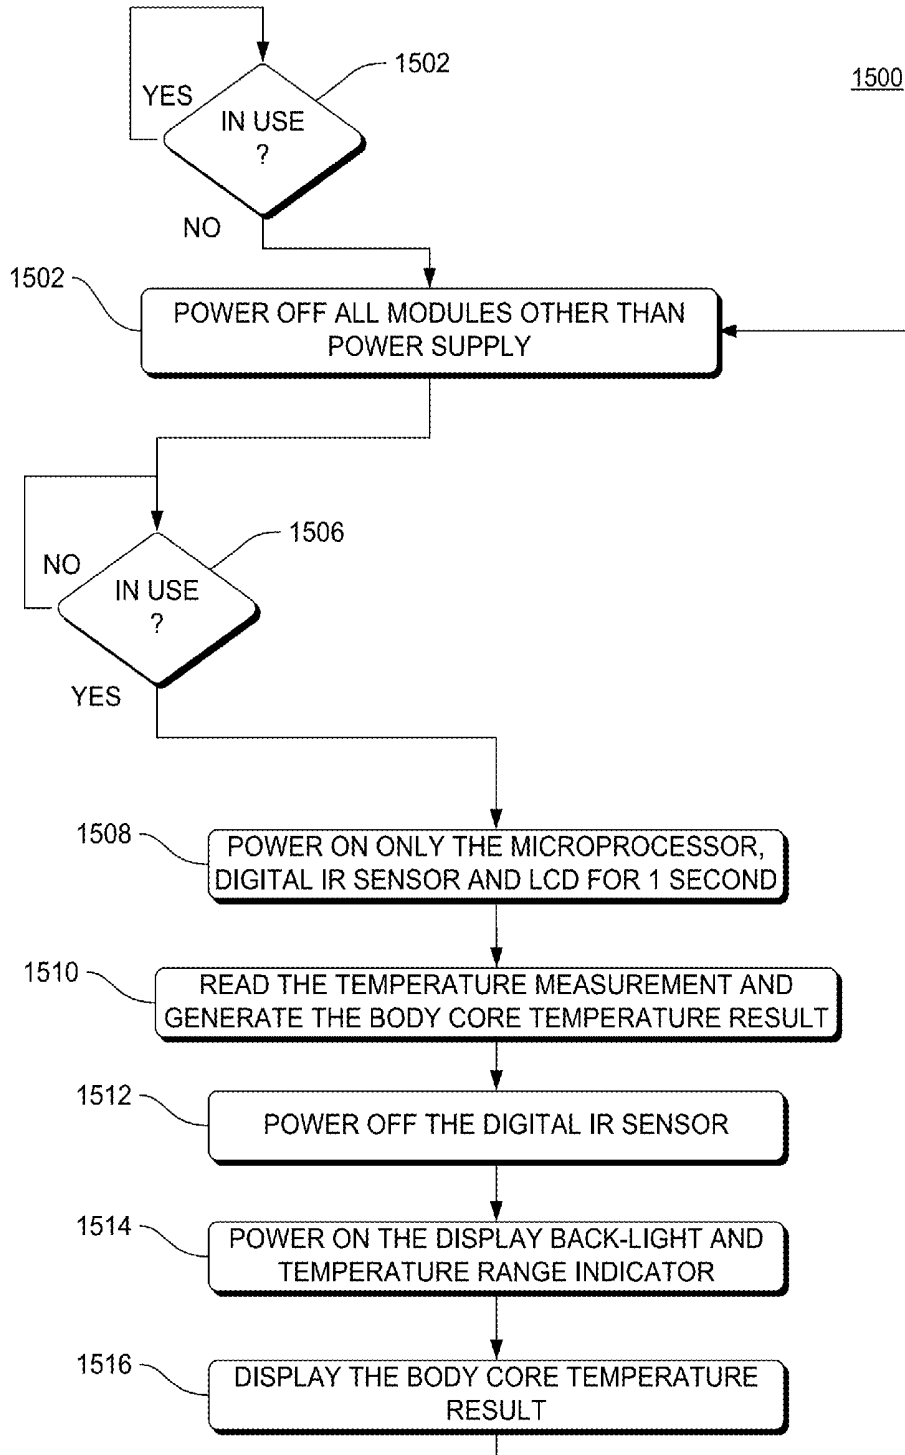 1502
1500
YES
IN USE
?
NO
1502
POWER OFF ALL MODULES OTHER THAN
POWER SUPPLY
1506
NO
IN USE
?
YES
1508
POWER ON ONLY THE MICROPROCESSOR,
DIGITAL IR SENSOR AND LCD FOR 1 SECOND
1510
READ THE TEMPERATURE MEASUREMENT AND
GENERATE THE BODY CORE TEMPERATURE RESULT
1512
POWER OFF THE DIGITAL IR SENSOR
1514
POWER ON THE DISPLAY BACK-LIGHT AND
TEMPERATURE RANGE INDICATOR
1516
DISPLAY THE BODY CORE TEMPERATURE
RESULT